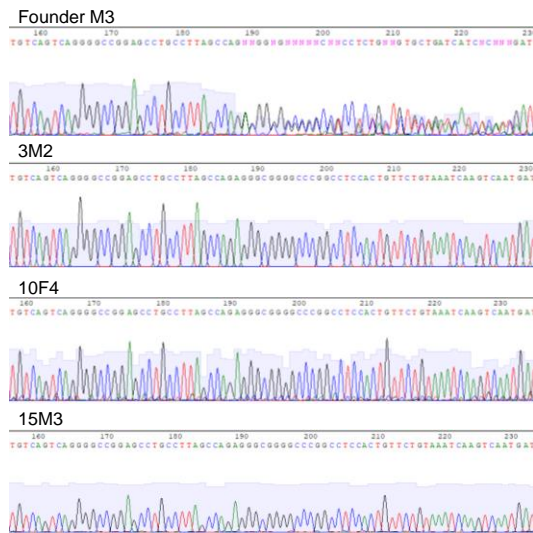 Founder M3
160 170 180 190 200 210 220 230
3M2
160 170 180 190 200 210 220 230
TGTCAGTCAGGGGCCGGAGCCTGCCTTAGCCAGAGGGCGGGGCCCGGCCTCCACTGTTCTGTAAATCAAGTCAATGAT
10F4
160 170 180 190 200 210 220 230
TGTCAGTCAGGGGCCGGAGCCTGCCTTAGCCAGAGGGCGGGGCCCGGCCTCCACTGTTCTGTAAATCAAGTCAATGAT
15M3
160 170 180 190 200 210 220 230
TGTCAGTCAGGGGCCGGAGCCTGCCTTAGCCAGAGGGCGGGGCCCGGCCTCCACTGTTCTGTAAATCAAGTCAATGAT